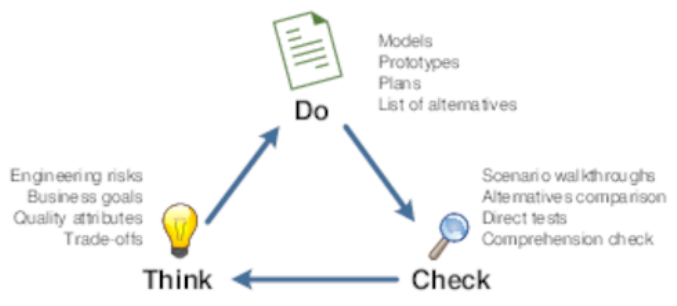 Models
Prototypes
Plans
List of alternatives
Do
Engineering risks
Business goals
Quality attributes
Trade-offs
Think
Scenario walkthroughs
Alternatives comparison
Direct tests
Comprehension check
Check